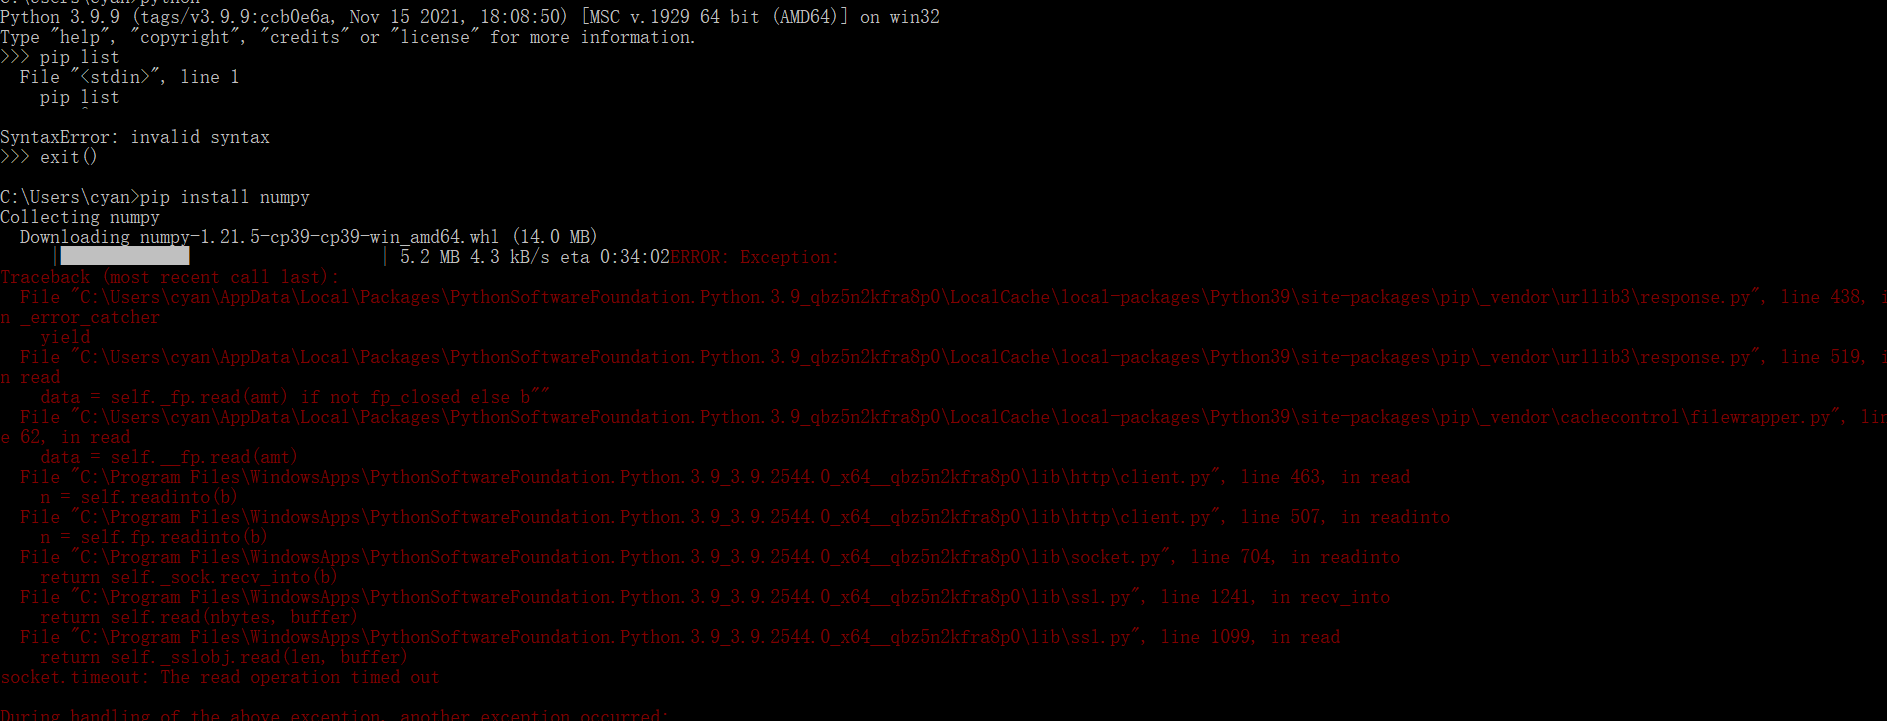 C:\Users\cyan>python
Python 3.9.9 (tags/v3.9.9:ccb0e6a, Nov 15 2021, 18:08:50) [MSC v.1929 64 bit (AMD64)] on win32
Type "help", "copyright", "credits" or "license" for more information.
>>> pip list
  File "<stdin>", line 1
    pip list
        ^
SyntaxError: invalid syntax
>>> exit()
C:\Users\cyan>pip install numpy
Collecting numpy
  Downloading numpy-1.21.5-cp39-cp39-win_amd64.whl (14.0 MB)
     | | 5.2 MB 4.3 kB/s eta 0:34:02ERROR: Exception:
Traceback (most recent call last):
  File "C:\Users\cyan\AppData\Local\Packages\PythonSoftwareFoundation.Python.3.9_qbz5n2kfra8p0\LocalCache\local-packages\Python39\site-packages\pip\_vendor\urllib3\response.py", line 438, i
n _error_catcher
    yield
  File "C:\Users\cyan\AppData\Local\Packages\PythonSoftwareFoundation.Python.3.9_qbz5n2kfra8p0\LocalCache\local-packages\Python39\site-packages\pip\_vendor\urllib3\response.py", line 519, i
n read
    data = self._fp.read(amt) if not fp_closed else b""
  File "C:\Users\cyan\AppData\Local\Packages\PythonSoftwareFoundation.Python.3.9_qbz5n2kfra8p0\LocalCache\local-packages\Python39\site-packages\pip\_vendor\cachecontrol\filewrapper.py", lin
e 62, in read
    data = self.__fp.read(amt)
  File "C:\Program Files\WindowsApps\PythonSoftwareFoundation.Python.3.9_3.9.2544.0_x64__qbz5n2kfra8p0\lib\http\client.py", line 463, in read
    n = self.readinto(b)
  File "C:\Program Files\WindowsApps\PythonSoftwareFoundation.Python.3.9_3.9.2544.0_x64__qbz5n2kfra8p0\lib\http\client.py", line 507, in readinto
    n = self.fp.readinto(b)
  File "C:\Program Files\WindowsApps\PythonSoftwareFoundation.Python.3.9_3.9.2544.0_x64__qbz5n2kfra8p0\lib\socket.py", line 704, in readinto
    return self._sock.recv_into(b)
  File "C:\Program Files\WindowsApps\PythonSoftwareFoundation.Python.3.9_3.9.2544.0_x64__qbz5n2kfra8p0\lib\ssl.py", line 1241, in recv_into
    return self.read(nbytes, buffer)
  File "C:\Program Files\WindowsApps\PythonSoftwareFoundation.Python.3.9_3.9.2544.0_x64__qbz5n2kfra8p0\lib\ssl.py", line 1099, in read
    return self._sslobj.read(len, buffer)
socket.timeout: The read operation timed out
During handling of the above exception, another exception occurred: